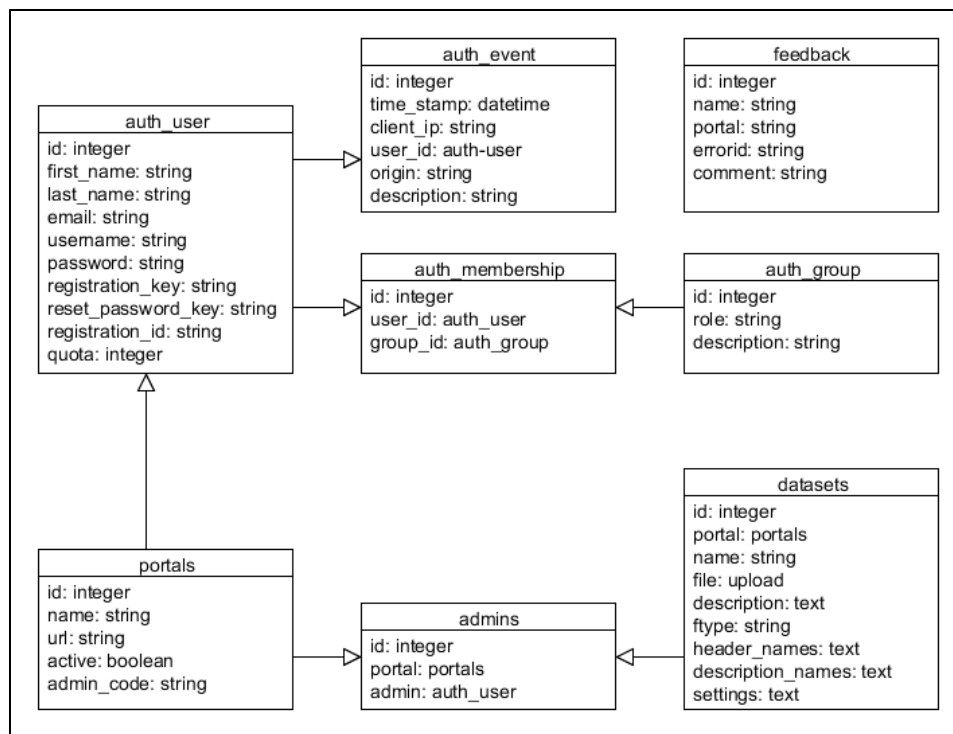 auth_event
id: integer
time_stamp: datetime
client_ip: string
user_id: auth-user
origin: string
description: string
feedback
id: integer
name: string
portal: string
errorid: string
comment: string
auth_user
id: integer
first_name: string
last_name: string
email: string
username: string
password: string
registration_key: string
reset_password_key: string
registration_id: string
quota: integer
auth_membership
id: integer
user_id: auth_user
group_id: auth_group
auth_group
id: integer
role: string
description: string
portals
id: integer
name: string
url: string
active: boolean
admin_code: string
admins
id: integer
portal: portals
admin: auth_user
datasets
id: integer
portal: portals
name: string
file: upload
description: text
ftype: string
header_names: text
description_names: text
settings: text